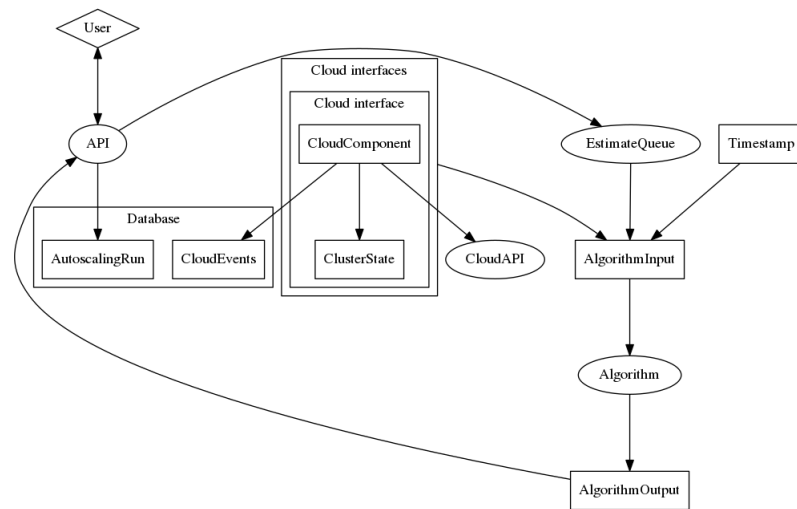 User
Cloud interfaces
Cloud interface
API
CloudComponent
EstimateQueue
Timestamp
Database
AutoscalingRun
CloudEvents
ClusterState
CloudAPI
AlgorithmInput
Algorithm
AlgorithmOutput